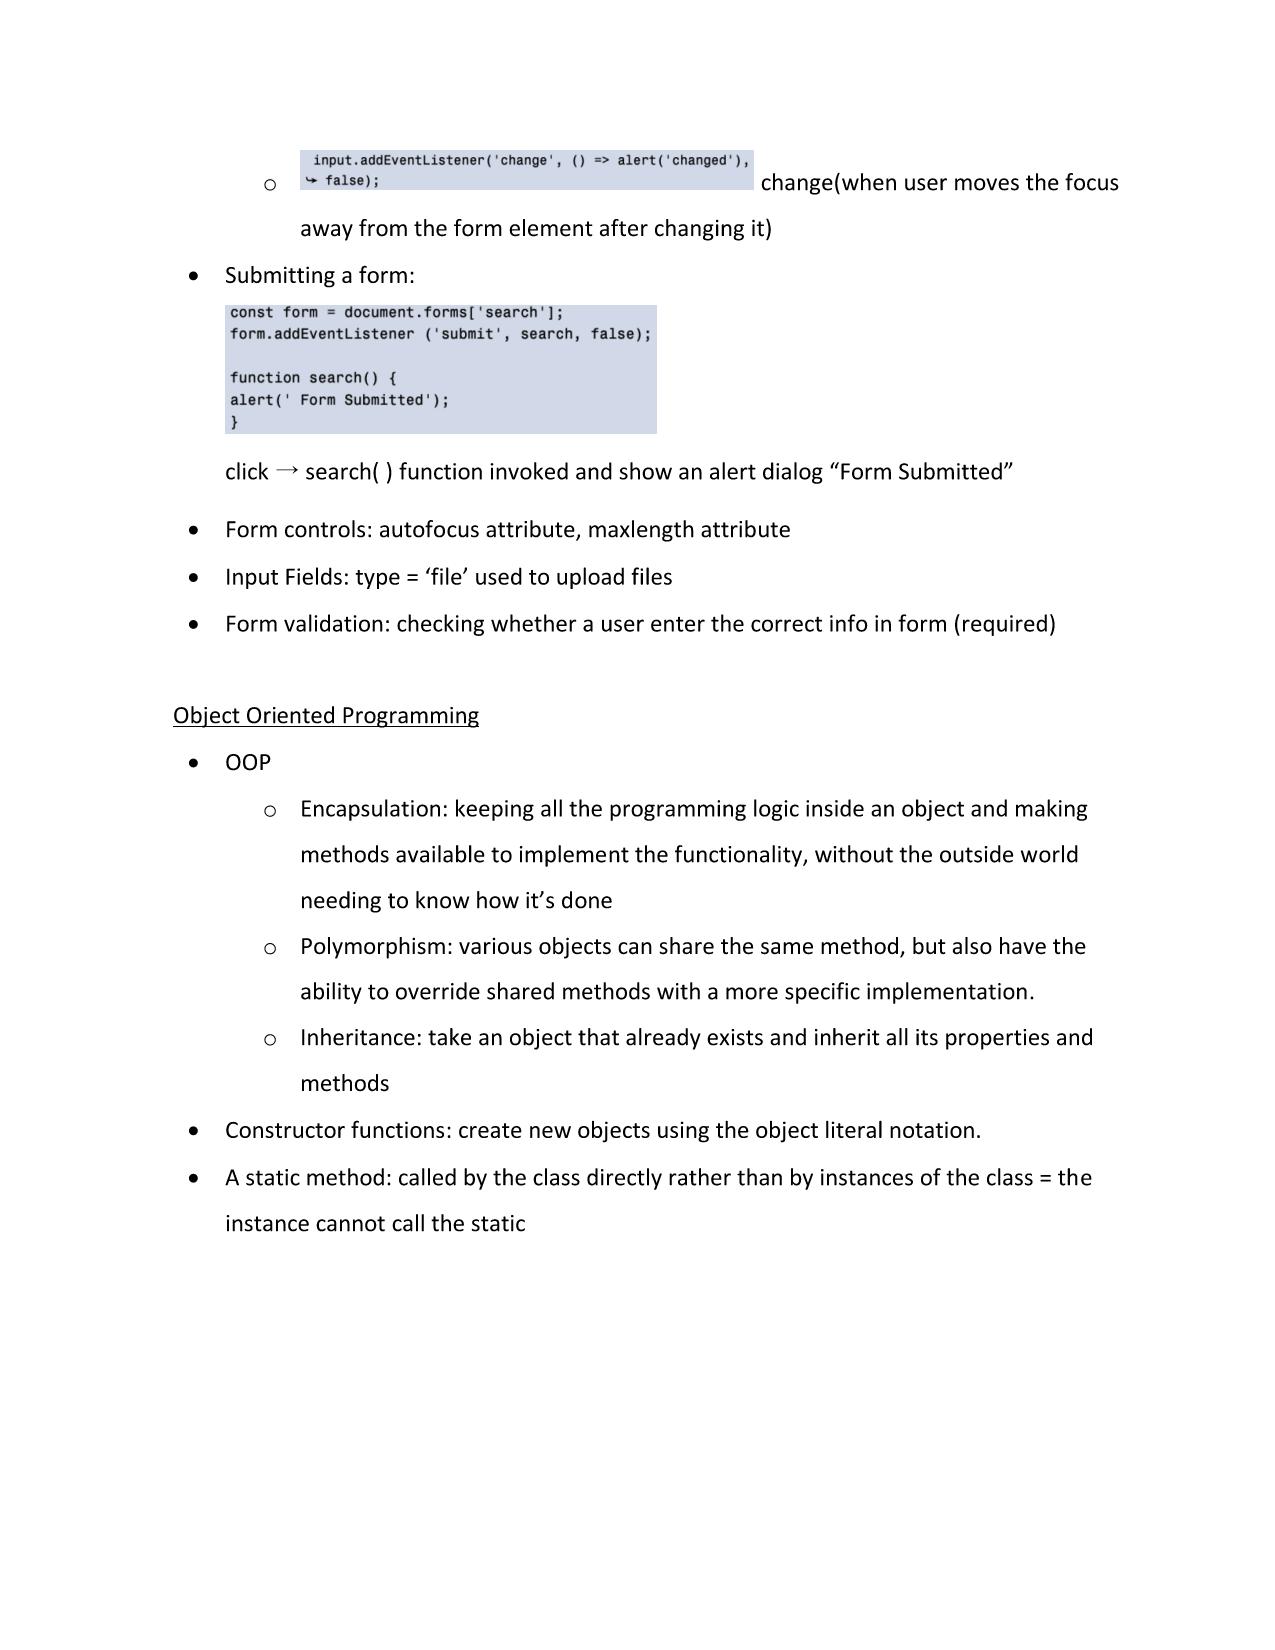 input.addEventListener('change', () => alert('changed'),
↪ false);
○ change(when user moves the focus
away from the form element after changing it)
• Submitting a form:
const form = document.forms['search'];
form.addEventListener ('submit', search, false);
function search() {
alert(' Form Submitted');
}
click → search( ) function invoked and show an alert dialog “Form Submitted”
• Form controls: autofocus attribute, maxlength attribute
• Input Fields: type = ‘file’ used to upload files
• Form validation: checking whether a user enter the correct info in form (required)
Object Oriented Programming
• OOP
○ Encapsulation: keeping all the programming logic inside an object and making
methods available to implement the functionality, without the outside world
needing to know how it’s done
○ Polymorphism: various objects can share the same method, but also have the
ability to override shared methods with a more specific implementation.
○ Inheritance: take an object that already exists and inherit all its properties and
methods
• Constructor functions: create new objects using the object literal notation.
• A static method: called by the class directly rather than by instances of the class = the
instance cannot call the static